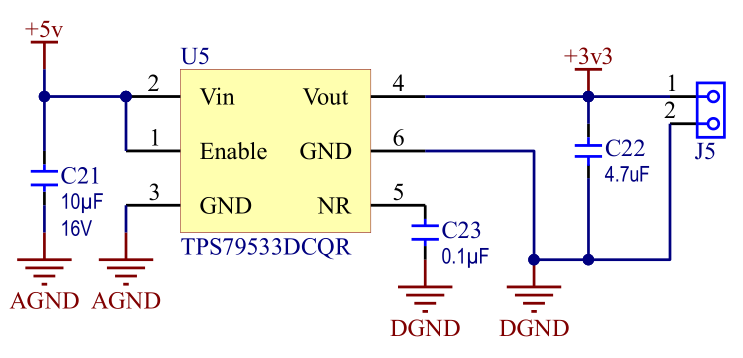 +5v
U5
+3v3
2
Vin
Vout
4
1
2
J5
1
Enable
GND
6
C21
10µF
16V
C22
4.7uF
3
GND
NR
5
C23
0.1µF
TPS79533DCQR
AGND
AGND
DGND
DGND